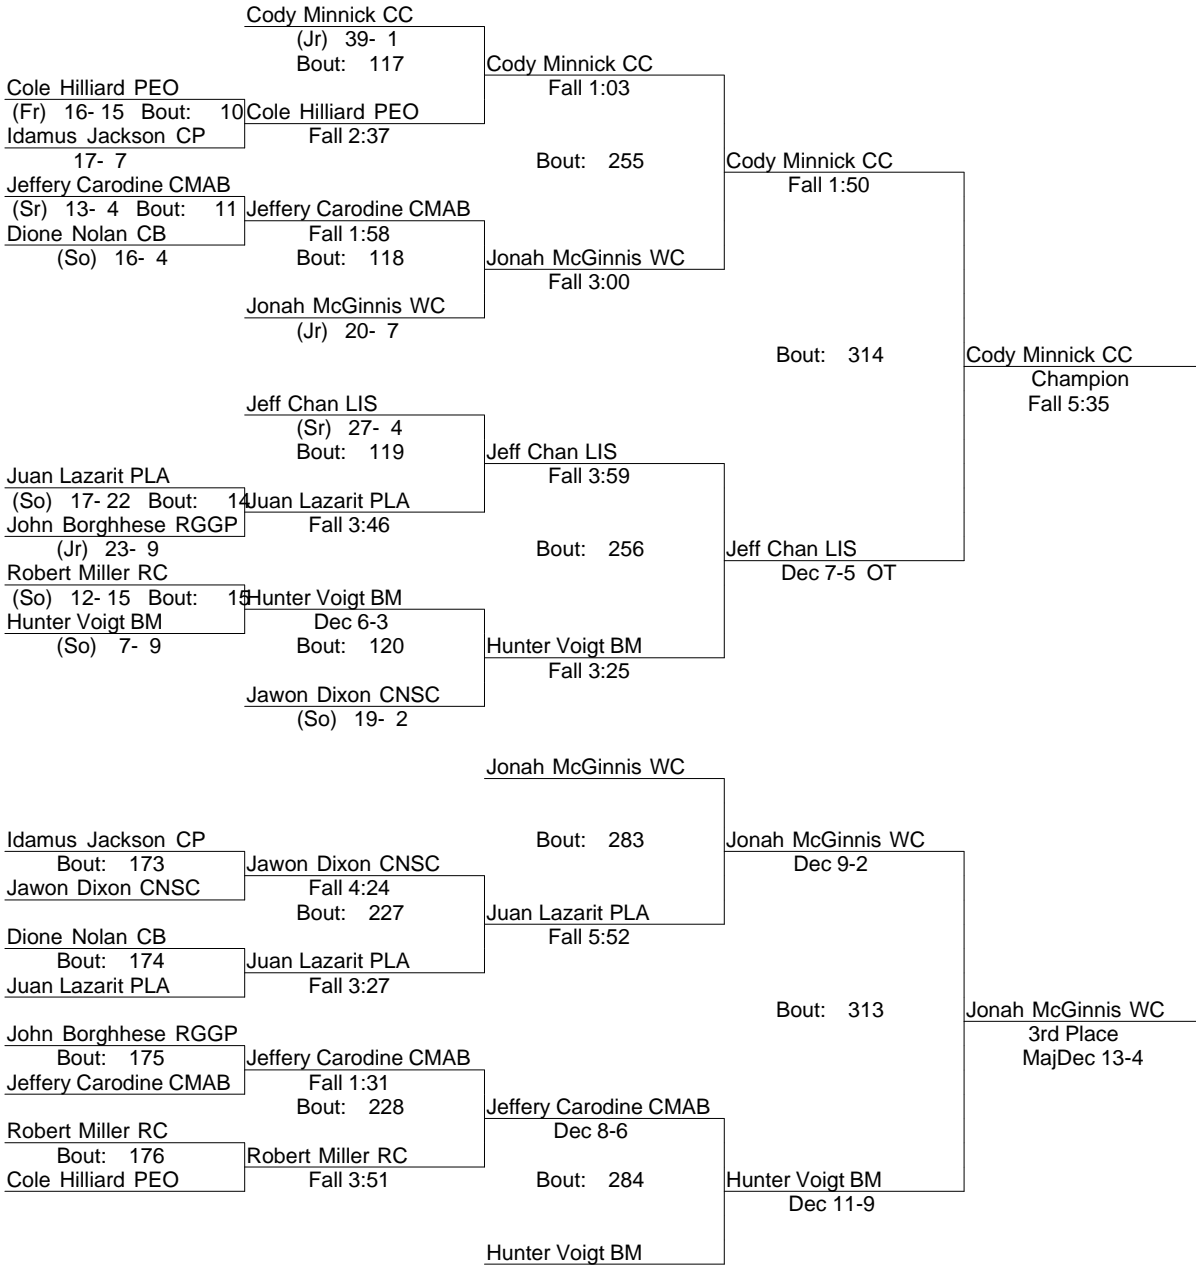 Cody Minnick CC
(Jr) 39- 1
Bout: 117
Cody Minnick CC
Fall 1:03
Cole Hilliard PEO
(Fr) 16- 15 Bout: 10
Cole Hilliard PEO
Idamus Jackson CP
Fall 2:37
17- 7
Bout: 255
Cody Minnick CC
Fall 1:50
Jeffery Carodine CMAB
(Sr) 13- 4 Bout: 11
Jeffery Carodine CMAB
Dione Nolan CB
Fall 1:58
(So) 16- 4
Bout: 118
Jonah McGinnis WC
Fall 3:00
Jonah McGinnis WC
(Jr) 20- 7
Bout: 314
Cody Minnick CC
Champion
Fall 5:35
Jeff Chan LIS
(Sr) 27- 4
Bout: 119
Jeff Chan LIS
Fall 3:59
Juan Lazarit PLA
(So) 17- 22 Bout: 14
Juan Lazarit PLA
John Borghhese RGGP
Fall 3:46
(Jr) 23- 9
Bout: 256
Jeff Chan LIS
Dec 7-5 OT
Robert Miller RC
(So) 12- 15 Bout: 15
Hunter Voigt BM
Hunter Voigt BM
Dec 6-3
(So) 7- 9
Bout: 120
Hunter Voigt BM
Fall 3:25
Jawon Dixon CNSC
(So) 19- 2
Jonah McGinnis WC
Bout: 283
Jonah McGinnis WC
Dec 9-2
Idamus Jackson CP
Bout: 173
Jawon Dixon CNSC
Jawon Dixon CNSC
Fall 4:24
Bout: 227
Juan Lazarit PLA
Fall 5:52
Dione Nolan CB
Bout: 174
Juan Lazarit PLA
Juan Lazarit PLA
Fall 3:27
Bout: 313
Jonah McGinnis WC
3rd Place
MajDec 13-4
John Borghhese RGGP
Bout: 175
Jeffery Carodine CMAB
Jeffery Carodine CMAB
Fall 1:31
Bout: 228
Jeffery Carodine CMAB
Dec 8-6
Robert Miller RC
Bout: 176
Robert Miller RC
Cole Hilliard PEO
Fall 3:51
Bout: 284
Hunter Voigt BM
Dec 11-9
Hunter Voigt BM